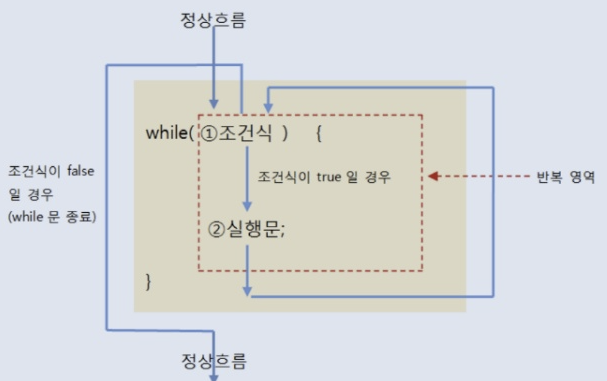 정상흐름
while( ①조건식 ) {
조건식이 false
일 경우
(while 문 종료)
조건식이 true 일 경우
반복 영역
②실행문;
}
정상흐름